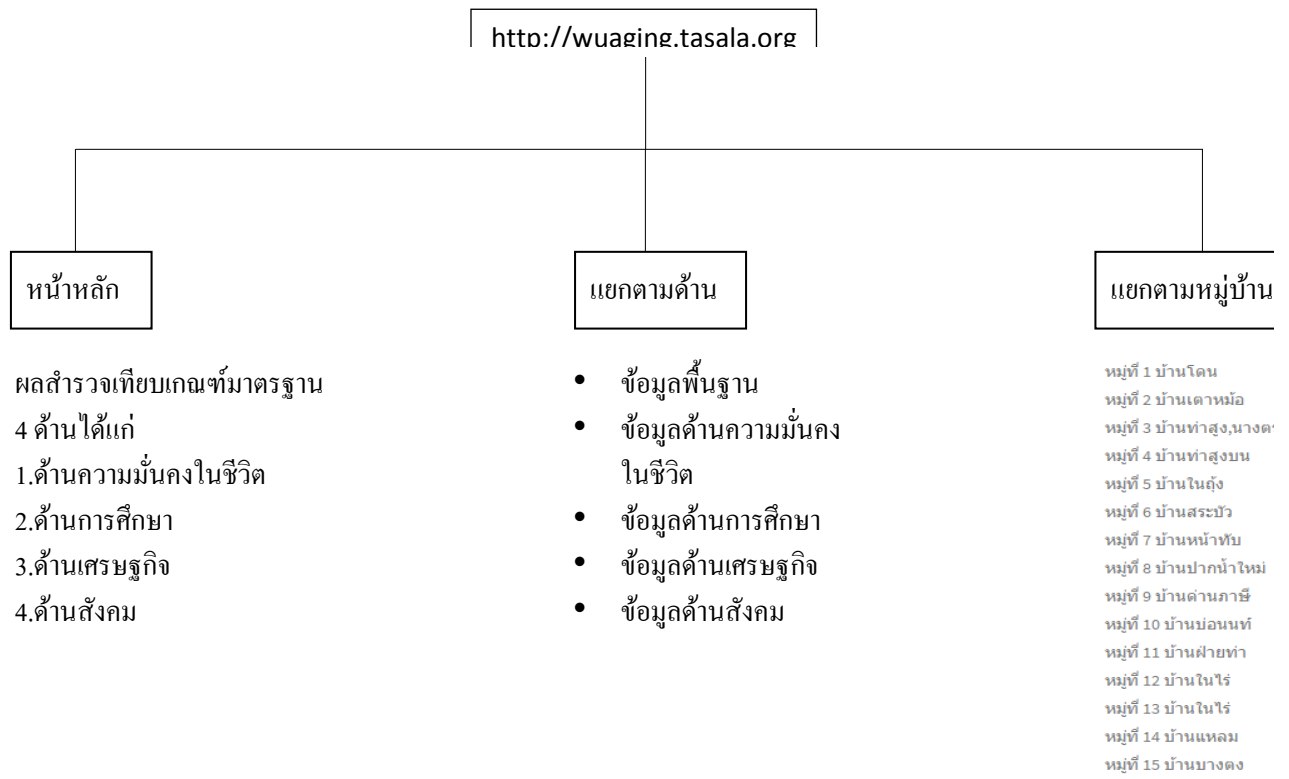 http://wuaging.tasala.org
หน้าหลัก
ผลสำรวจเทียบเกณฑ์มาตรฐาน
4 ด้านได้แก่
1.ด้านความมั่นคงในชีวิต
2.ด้านการศึกษา
3.ด้านเศรษฐกิจ
4.ด้านสังคม
แยกตามด้าน
• ข้อมูลพื้นฐาน
• ข้อมูลด้านความมั่นคง
ในชีวิต
• ข้อมูลด้านการศึกษา
• ข้อมูลด้านเศรษฐกิจ
• ข้อมูลด้านสังคม
แยกตามหมู่บ้าน
หมู่ที่ 1 บ้านโดน
หมู่ที่ 2 บ้านเตาหม้อ
หมู่ที่ 3 บ้านท่าสูง,
หมู่ที่ 4 บ้านท่าสูงบน
หมู่ที่ 5 บ้านในถุ้ง
หมู่ที่ 6 บ้านสระบัว
หมู่ที่ 7 บ้านหน้าทับ
หมู่ที่ 8 บ้านปากน้ำใหม่
หมู่ที่ 9 บ้านด่านภาษี
หมู่ที่ 10 บ้านบ่อนนท์
หมู่ที่ 11 บ้านฝ่ายท่า
หมู่ที่ 12 บ้านในไร่
หมู่ที่ 13 บ้านในไร่
หมู่ที่ 14 บ้านแหลม
หมู่ที่ 15 บ้านบางตง